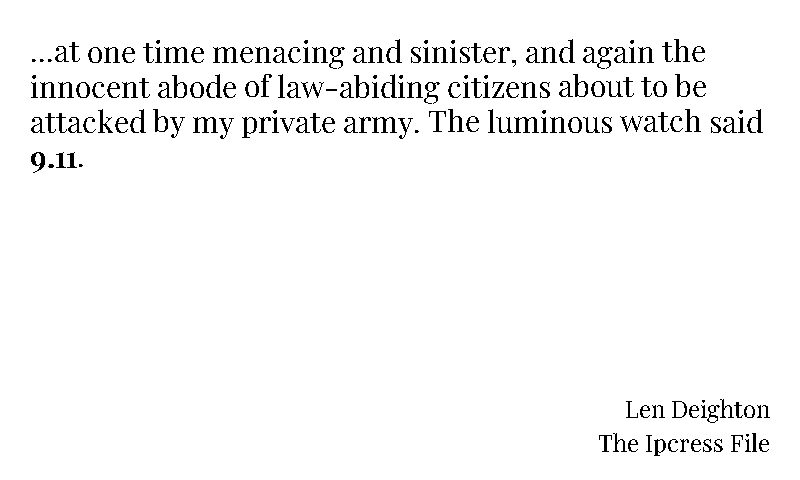 ...at one time menacing and sinister, and again the
innocent abode of law-abiding citizens about to be
attacked by my private army. The luminous watch said
9.11.
Len Deighton
The Ipcress File